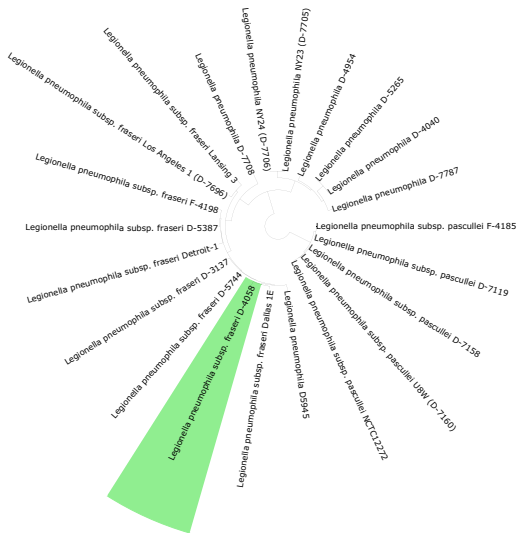 Legionella pneumophila NY24 (D-7706)
Legionella pneumophila NY23 (D-7705)
Legionella pneumophila D-4954
Legionella pneumophila D-5265
Legionella pneumophila D-4040
Legionella pneumophila D-7787
Legionella pneumophila subsp. pascullei F-4185
Legionella pneumophila subsp. pascullei D-7119
Legionella pneumophila subsp. pascullei D-7158
Legionella pneumophila subsp. pascullei U8W (D-7160)
Legionella pneumophila subsp. pascullei NCTC12272
Legionella pneumophila D5945
Legionella pneumophila subsp. fraseri Dallas 1E
Legionella pneumophila subsp. fraseri D-4058
Legionella pneumophila subsp. fraseri D-5744
Legionella pneumophila subsp. fraseri D-3137
Legionella pneumophila subsp. fraseri Detroit-1
Legionella pneumophila subsp. fraseri D-5387
Legionella pneumophila subsp. fraseri F-4198
Legionella pneumophila subsp. fraseri Los Angeles 1 (D-7696)
Legionella pneumophila subsp. fraseri Lansing 3
Legionella pneumophila D-7708